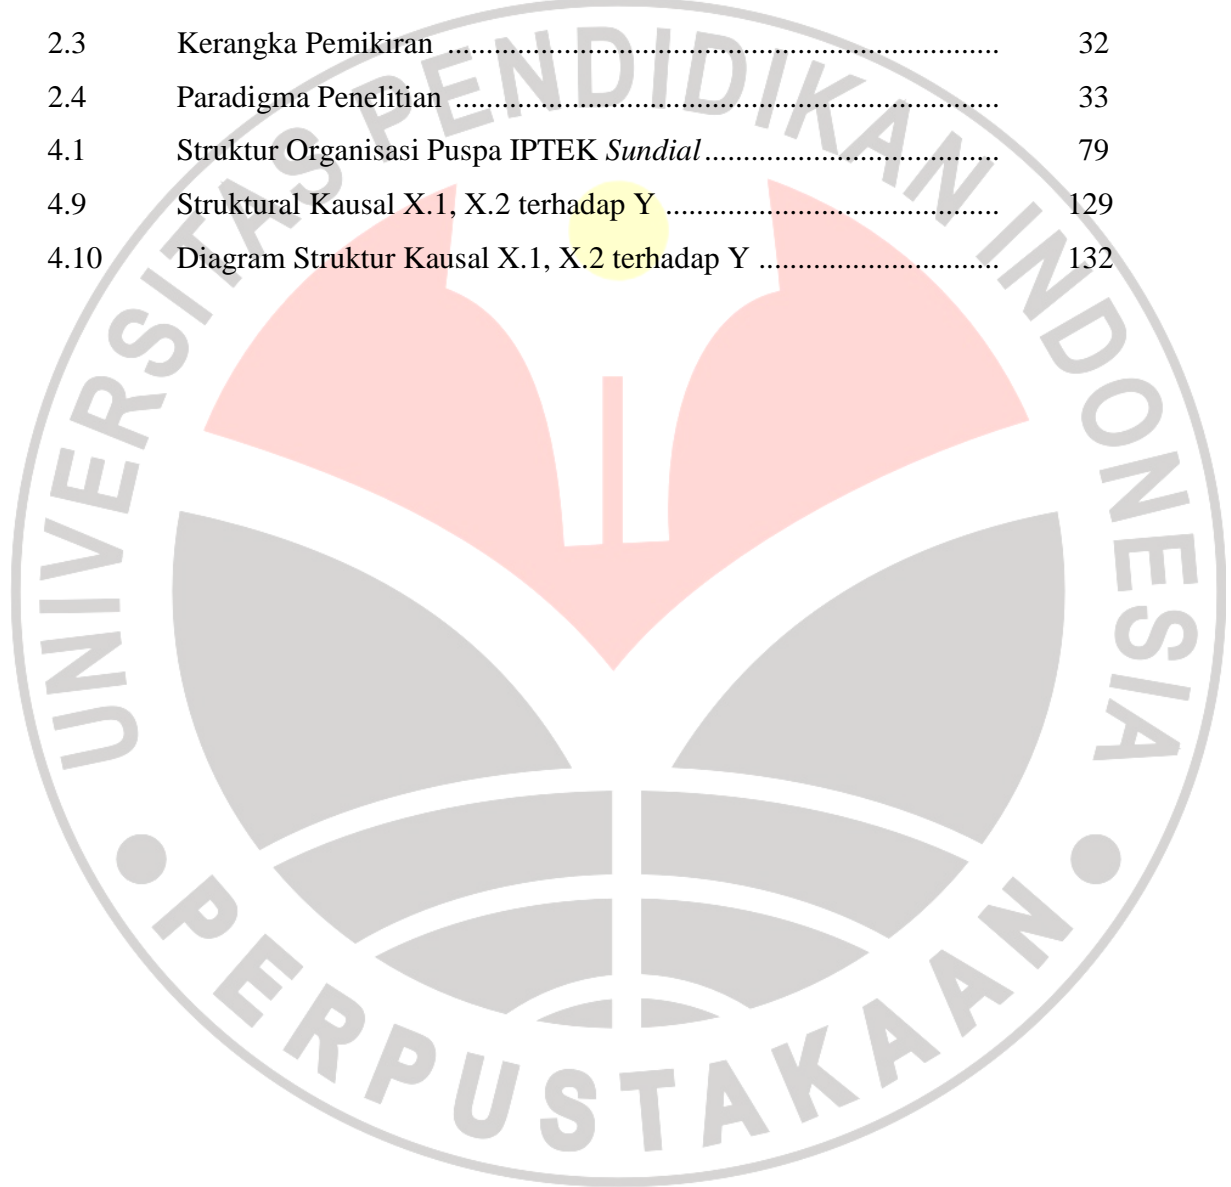 2.3 Kerangka Pemikiran ...................................................................... 32
2.4 Paradigma Penelitian ..................................................................... 33
4.1 Struktur Organisasi Puspa IPTEK Sundial..................................... 79
4.9 Struktural Kausal X.1, X.2 terhadap Y .......................................... 129
4.10 Diagram Struktur Kausal X.1, X.2 terhadap Y .............................. 132
UNIVERSITAS PENDIDIKAN INDONESIA
PERPUSTAKAAN